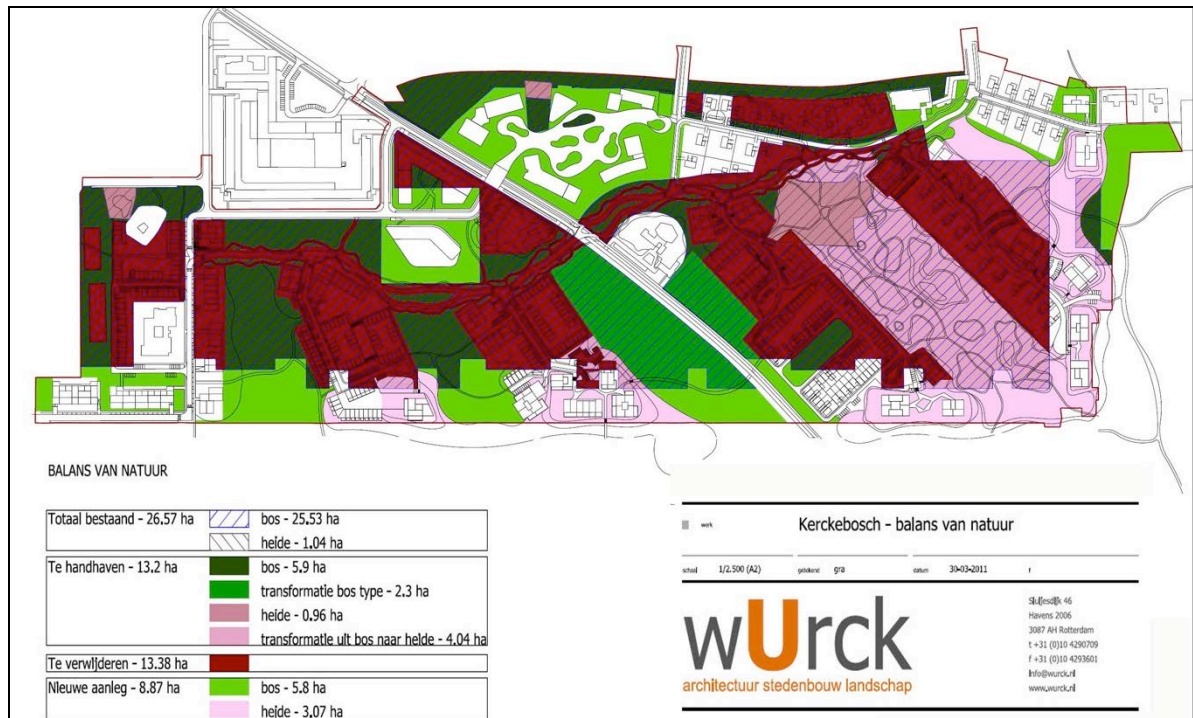 BALANS VAN NATUUR
Totaal bestaand - 26.57 ha
bos - 25.53 ha
heide - 1.04 ha
Te handhaven - 13.2 ha
bos - 5.9 ha
transformatie bos type - 2.3 ha
heide - 0.96 ha
transformatie uit bos naar heide - 4.04 ha
Te verwijderen - 13.38 ha
Nieuwe aanleg - 8.87 ha
bos - 5.8 ha
heide - 3.07 ha
werk Kerckebosch - balans van natuur
schaal 1/2.500 (A2) getekend gra datum 30-03-2011 r
wUrck
architectuur stedenbouw landschap
Sluisjesdijk 46
Havens 2006
3087 AH Rotterdam
t +31 (0)10 4290709
f +31 (0)10 4293601
info@wurck.nl
www.wurck.nl